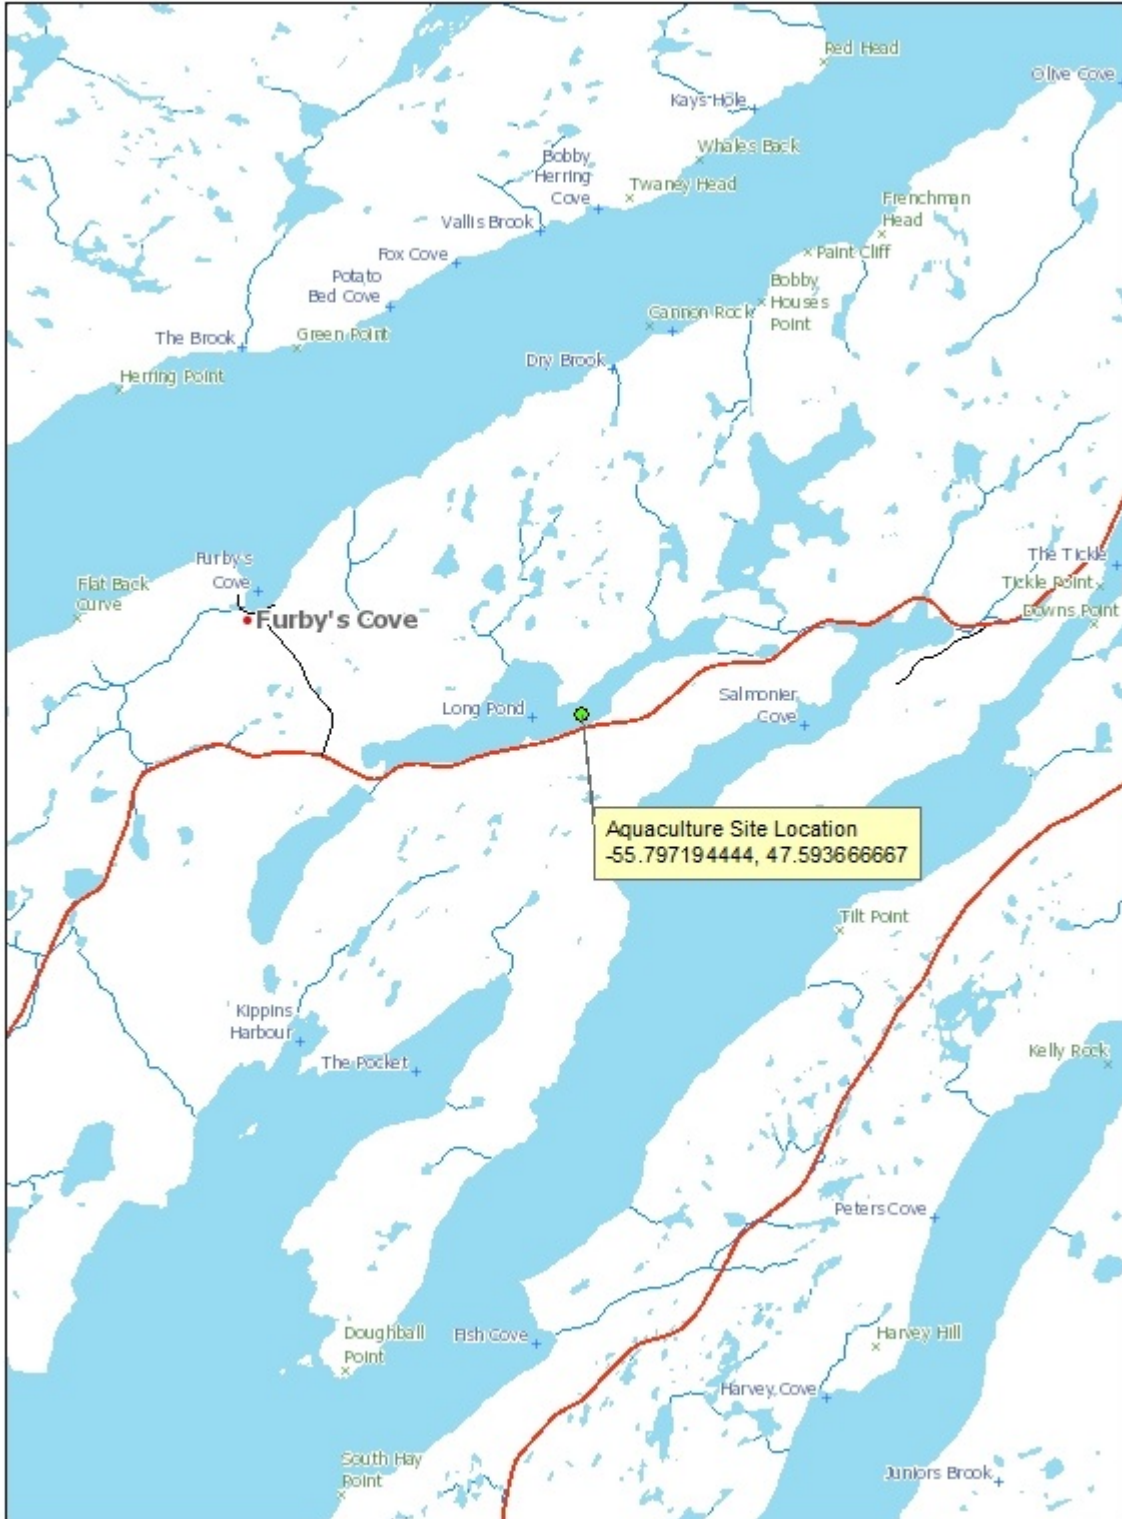 Red Head
Olive Cove
Kays Hole
Whales Back
Bobby
Herring
Cove
Twaney Head
Frenchman
Head
Vallis Brook
Paint Cliff
Fox Cove
Potato
Bed Cove
Bobby
Houses
Point
Cannon Rock
The Brook
Green Point
Dry Brook
Herring Point
Furby's
Cove
The Tickle
Flat Back
Curve
Tickle Point
Downs Point
Furby's Cove
Long Pond
Salmonier
Cove
Aquaculture Site Location
-55.797194444, 47.593666667
Tilt Point
Kippins
Harbour
The Pocket
Kelly Rock
Peters Cove
Doughball
Point
Fish Cove
Harvey Hill
Harvey Cove
South Hay
Point
Juniors Brook